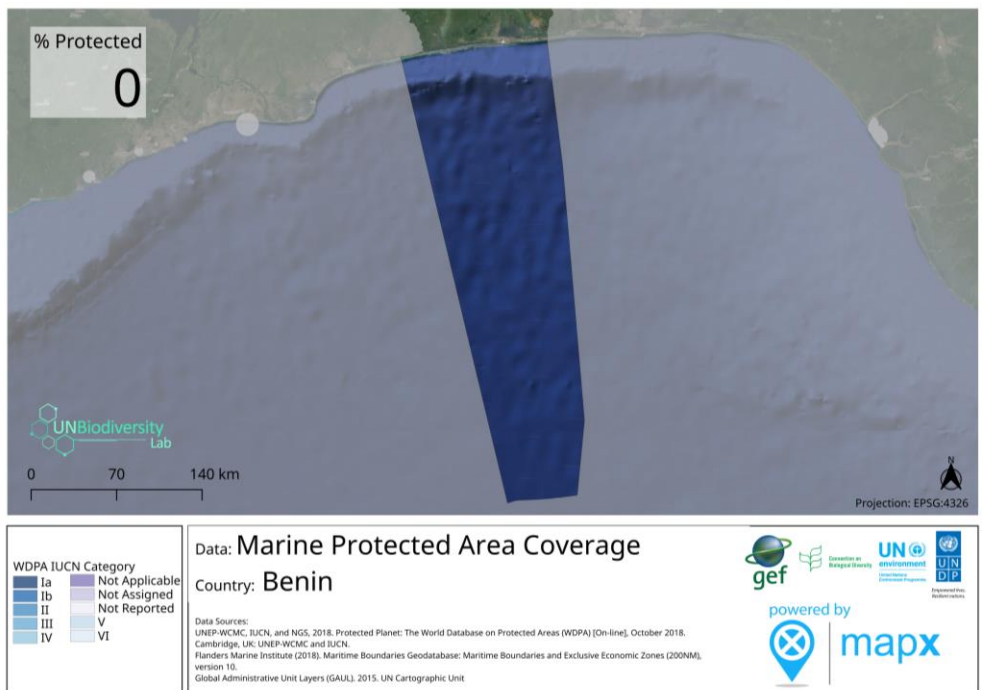 % Protected
0
UNBiodiversity
Lab
0 70 140 km
N
Projection: EPSG:4326
WDPA IUCN Category
Ia
Ib
II
III
IV
Not Applicable
Not Assigned
Not Reported
V
VI
Data: Marine Protected Area Coverage
Country: Benin
Data Sources:
UNEP-WCMC, IUCN, and NGS, 2018. Protected Planet: The World Database on Protected Areas (WDPA) [On-line], October 2018.
Cambridge, UK: UNEP-WCMC and IUCN.
Flanders Marine Institute (2018). Maritime Boundaries Geodatabase: Maritime Boundaries and Exclusive Economic Zones (200NM),
version 10.
Global Administrative Unit Layers (GAUL). 2015. UN Cartographic Unit
gef
Convention on
Biological Diversity
UN
environment
United Nations
Environment Programme
U N
D P
Empowered lives.
Resilient nations.
powered by
mapx